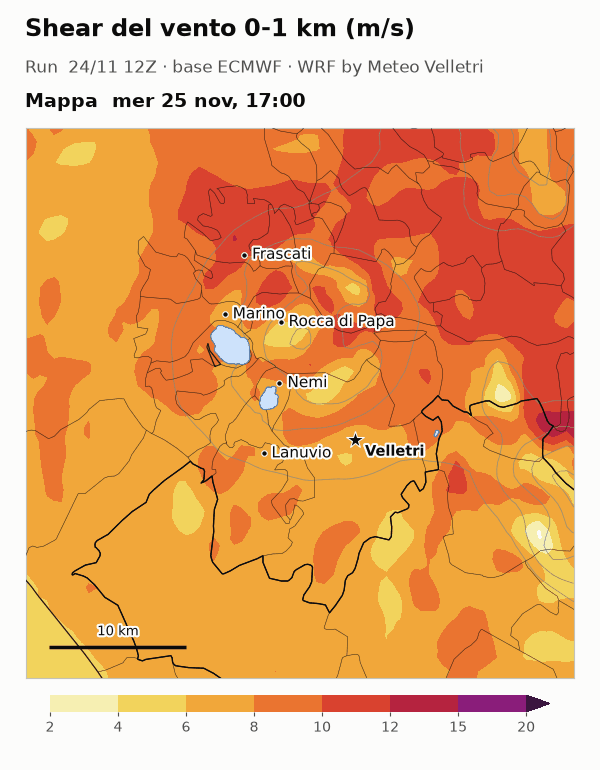 Shear del vento 0-1 km (m/s)
Run  24/11 12Z · base ECMWF · WRF by Meteo Velletri
Mappa  mer 25 nov, 17:00
Frascati
Marino
Rocca di Papa
Nemi
Velletri
Lanuvio
10 km
2 4 6 8 10 12 15 20